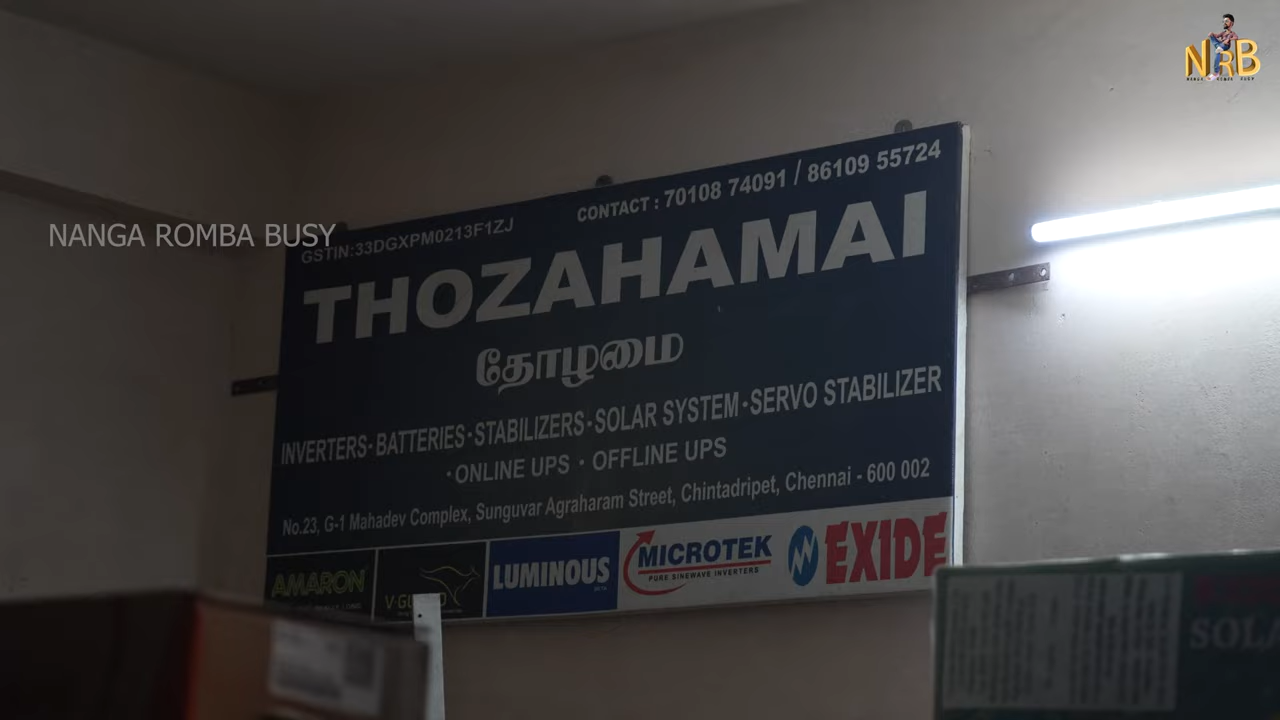 NRB
NANGA ROMBA BUSY
GSTIN:33DGXPM0213F1ZJ
CONTACT : 70108 74091 / 86109 55724
THOZAHAMAI
தோழமை
INVERTERS • BATTERIES • STABILIZERS • SOLAR SYSTEM • SERVO STABILIZER
• ONLINE UPS • OFFLINE UPS
No.23, G-1 Mahadev Complex, Sunguvar Agraharam Street, Chintadripet, Chennai - 600 002
AMARON
LUMINOUS
MICROTEK
PURE SINEWAVE INVERTERS
EXIDE